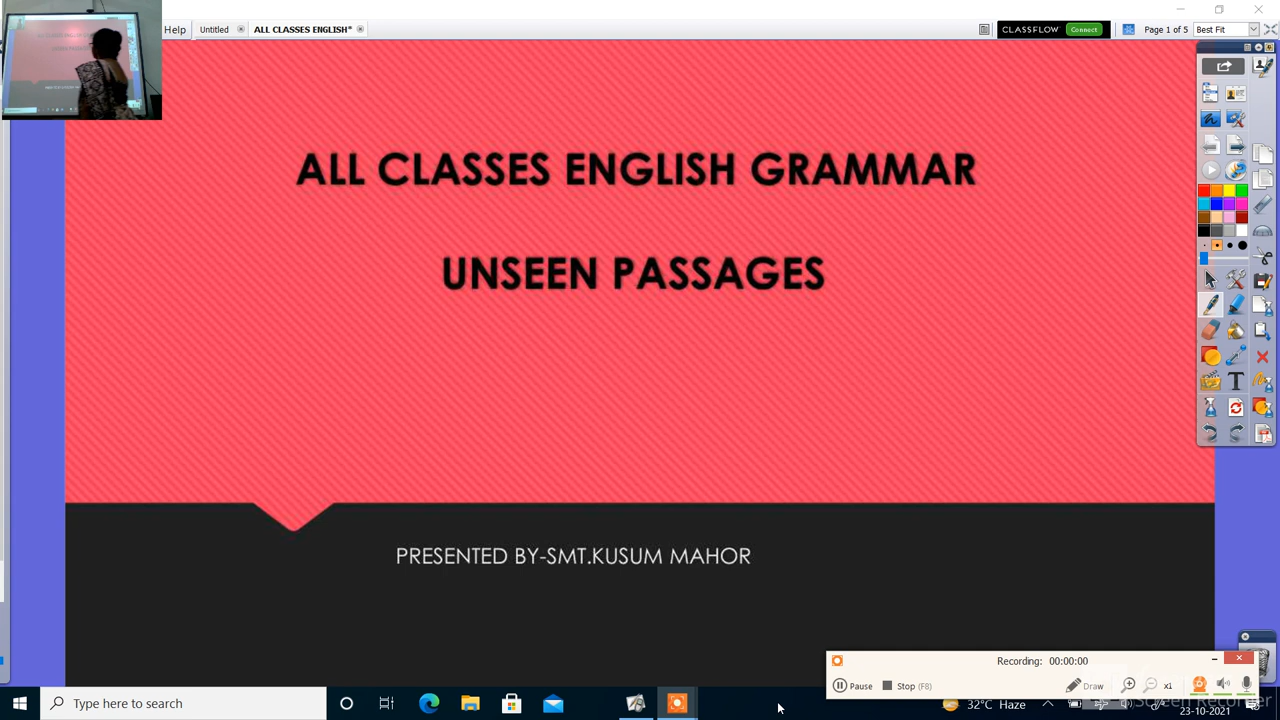 Help
Untitled
ALL CLASSES ENGLISH*
CLASSFLOW
Connect
Page 1 of 5
Best Fit
ALL CLASSES ENGLISH GRAMMAR
UNSEEN PASSAGES
PRESENTED BY-SMT.KUSUM MAHOR
Recording: 00:00:00
Pause
Stop (F8)
Draw
x1
Type here to search
32°C Haze
Screen Recorder
23-10-2021